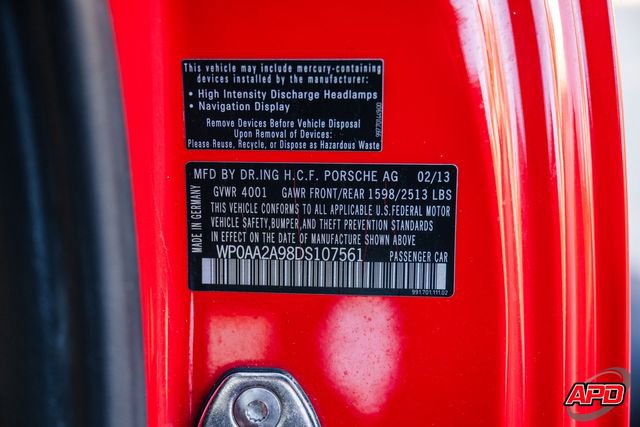 This vehicle may include mercury-containing
devices installed by the manufacturer:
• High Intensity Discharge Headlamps
• Navigation Display
Remove Devices Before Vehicle Disposal
Upon Removal of Devices:
Please Reuse, Recycle, or Dispose as Hazardous Waste
MFD BY DR.ING H.C.F. PORSCHE AG 02/13
GVWR 4001 GAWR FRONT/REAR 1598/2513 LBS
THIS VEHICLE CONFORMS TO ALL APPLICABLE U.S.FEDERAL MOTOR
VEHICLE SAFETY,BUMPER,AND THEFT PREVENTION STANDARDS
IN EFFECT ON THE DATE OF MANUFACTURE SHOWN ABOVE
WP0AA2A98DS107561 PASSENGER CAR
MADE IN GERMANY
991.701.111.02
APD